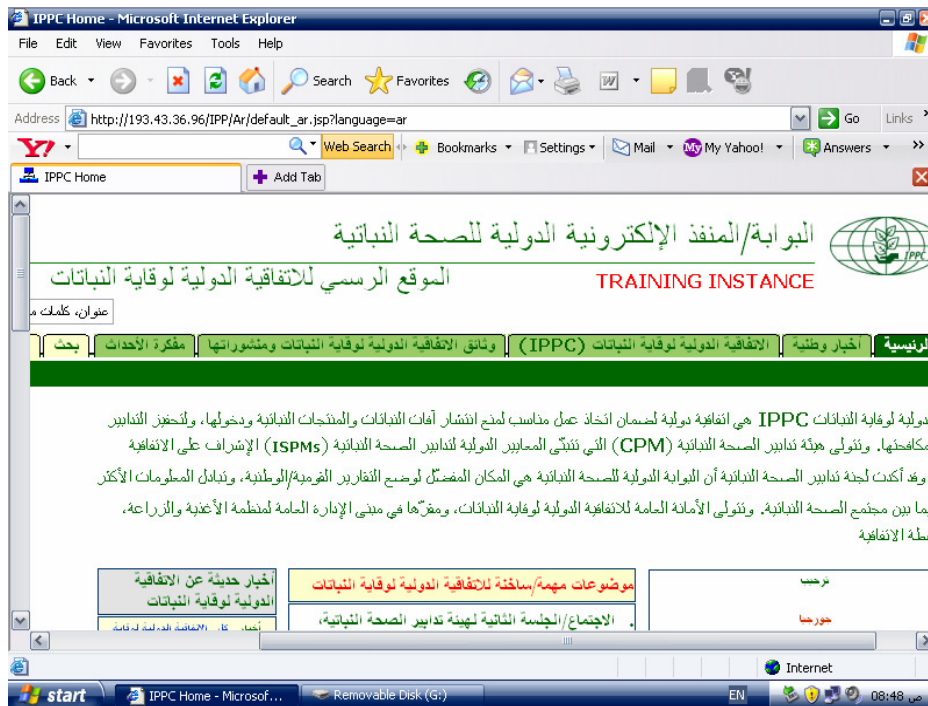 IPPC Home - Microsoft Internet Explorer
File Edit View Favorites Tools Help
Back Search Favorites
Address http://193.43.36.96/IPP/Ar/default_ar.jsp?language=ar Go Links
Y! Web Search Bookmarks Settings Mail My Yahoo! Answers
IPPC Home Add Tab
البوابة/المنفذ الإلكترونية الدولية للصحة النباتية
IPPC
TRAINING INSTANCE الموقع الرسمي للاتفاقية الدولية لوقاية النباتات
عنوان، كلمات
الرئيسية أخبار وطنية الاتفاقية الدولية لوقاية النباتات (IPPC) وثائق الاتفاقية الدولية لوقاية النباتات ومنشوراتها مفكرة الأحداث بحث
دولية لوقاية النباتات IPPC هي اتفاقية دولية لضمان اتخاذ عمل مناسب لمنع انتشار آفات النباتات والمنتجات النباتية ودخولها، ولتحفيز التدابير
مكافحتها. وتتولى هيئة تدابير الصحة النباتية (CPM) التي تتبنّى المعايير الدولية لتدابير الصحة النباتية (ISPMs) الإشراف على الاتفاقية
وقد أكدت لجنة تدابير الصحة النباتية أن البوابة الدولية للصحة النباتية هي المكان المفضّل لوضع التقارير القومية/الوطنية، وتبادل المعلومات الأكثر
ما بين مجتمع الصحة النباتية. وتتولى الأمانة العامة للاتفاقية الدولية لوقاية النباتات، ومقرّها في مبنى الإدارة العامة لمنظمة الأغذية والزراعة،
طة الاتفاقية
ترحيب
جورجيا
موضوعات مهمة/ساخنة للاتفاقية الدولية لوقاية النباتات
. الاجتماع/الجلسة الثانية لهيئة تدابير الصحة النباتية،
أخبار حديثة عن الاتفاقية
الدولية لوقاية النباتات
Internet
start IPPC Home - Microsof... Removable Disk (G:) EN 08:48 ص